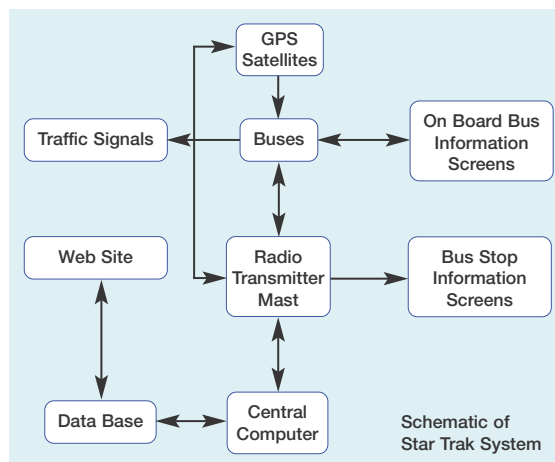 GPS
Satellites
Traffic Signals
Buses
On Board Bus
Information
Screens
Web Site
Radio
Transmitter
Mast
Bus Stop
Information
Screens
Data Base
Central
Computer
Schematic of
Star Trak System